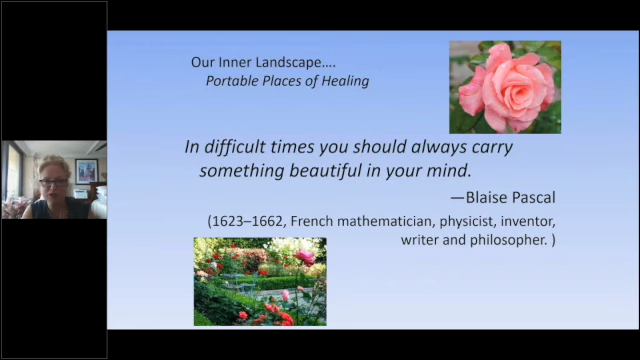 Our Inner Landscape….
Portable Places of Healing
In difficult times you should always carry
something beautiful in your mind.
—Blaise Pascal
(1623–1662, French mathematician, physicist, inventor,
writer and philosopher. )